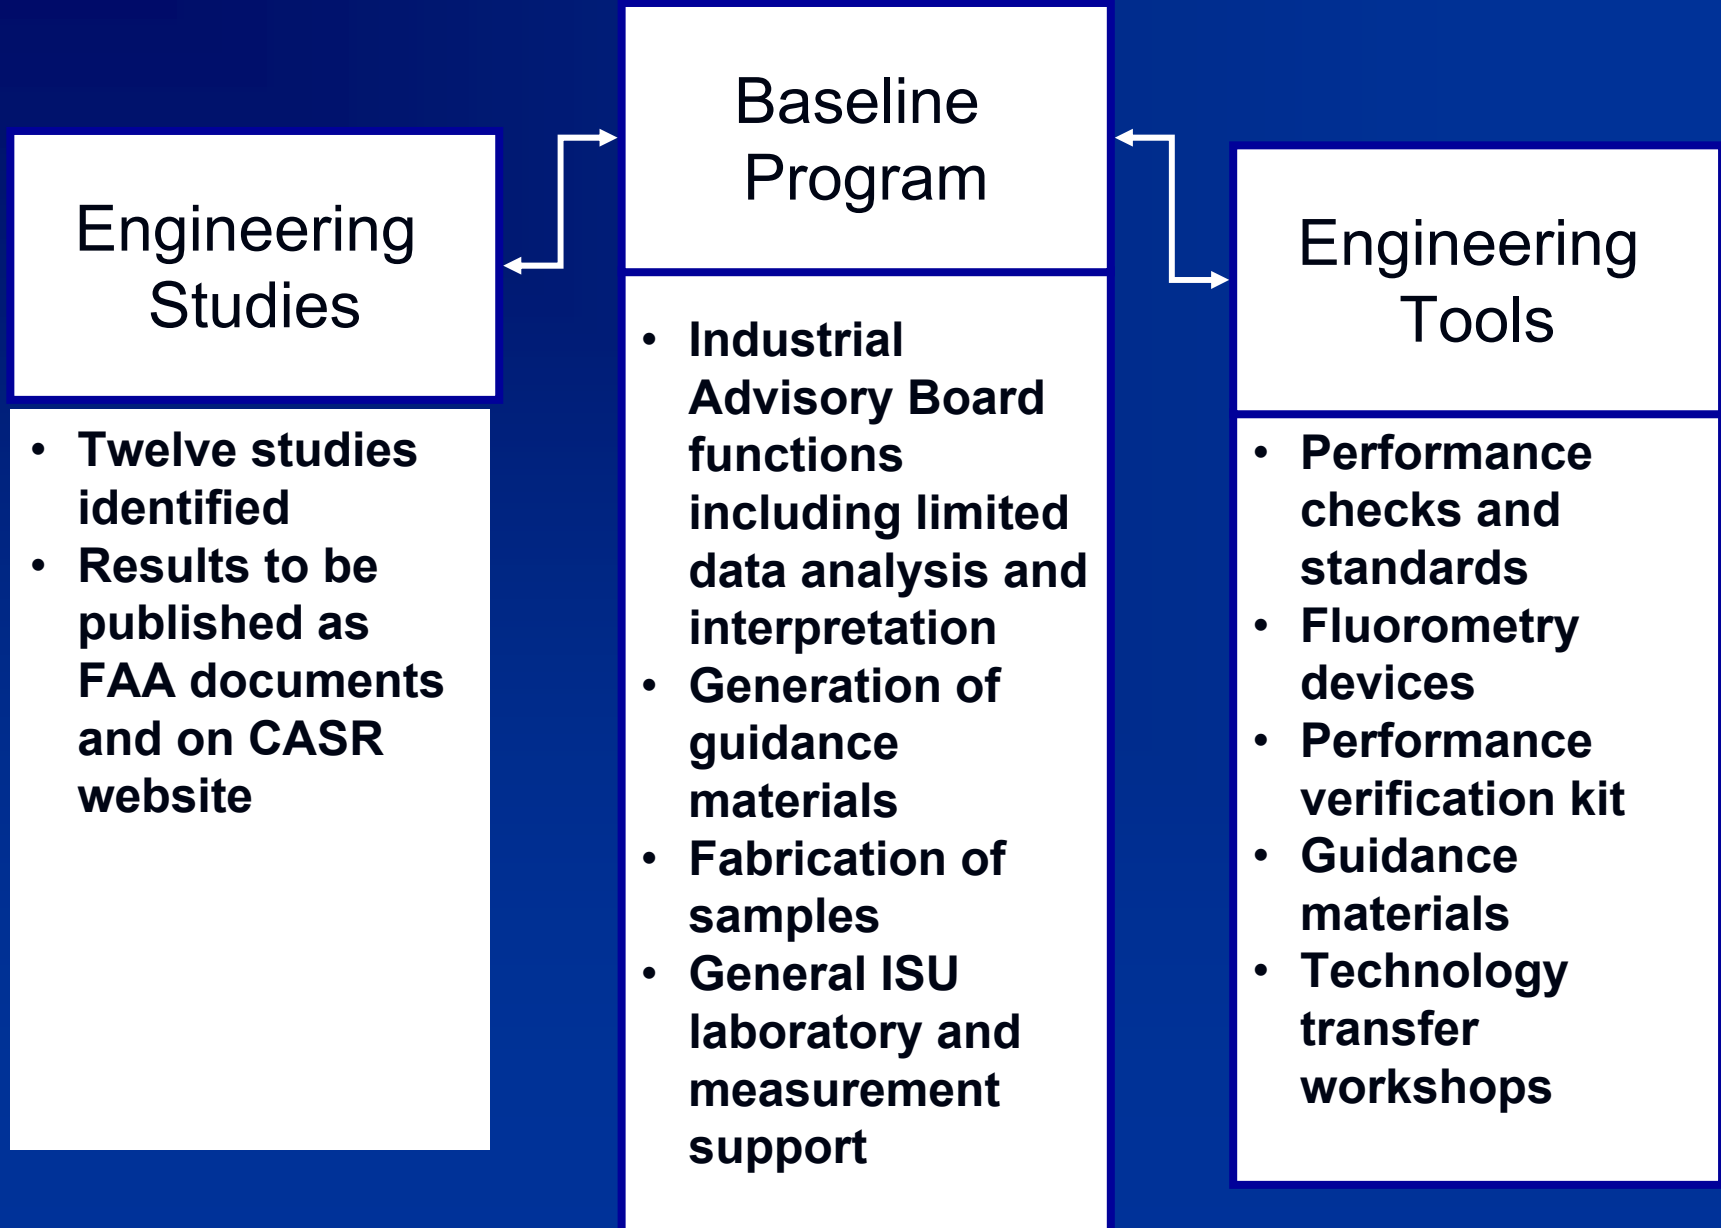 Engineering
Studies
• Twelve studies
identified
• Results to be
published as
FAA documents
and on CASR
website
Baseline
Program
• Industrial
Advisory Board
functions
including limited
data analysis and
interpretation
• Generation of
guidance
materials
• Fabrication of
samples
• General ISU
laboratory and
measurement
support
Engineering
Tools
• Performance
checks and
standards
• Fluorometry
devices
• Performance
verification kit
• Guidance
materials
• Technology
transfer
workshops